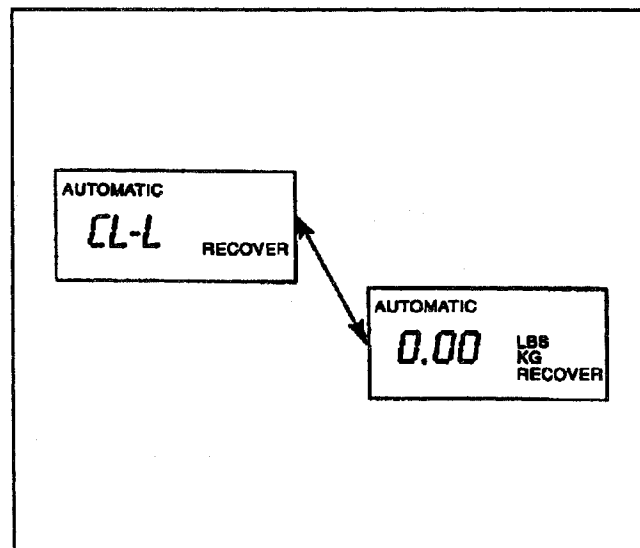 AUTOMATIC
CL-L
RECOVER
AUTOMATIC
0.00
LBS
KG
RECOVER